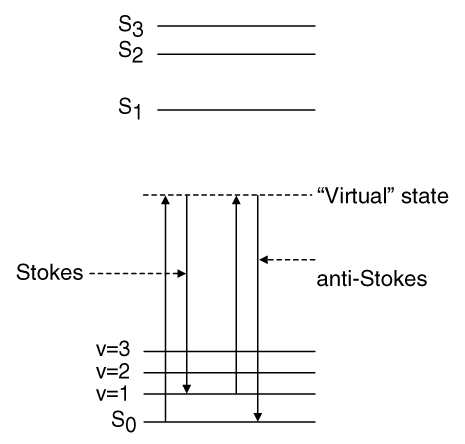 S3
S2
S1
“Virtual” state
Stokes
anti-Stokes
v=3
v=2
v=1
S0